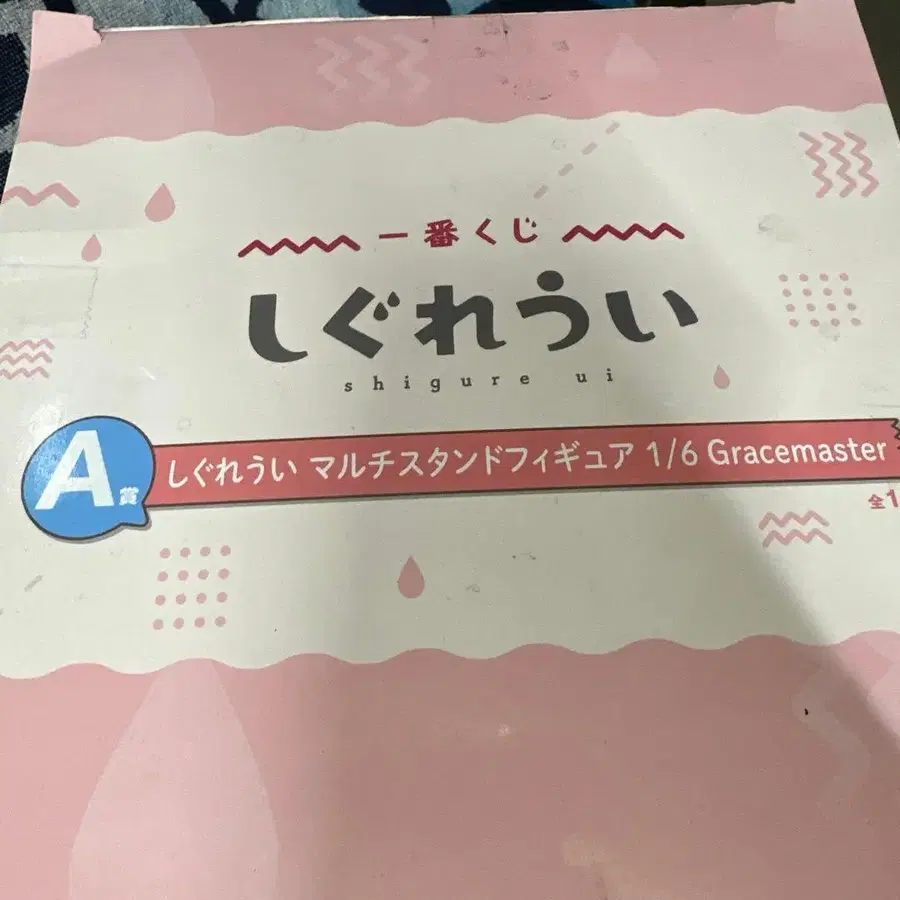 一番くじ
しぐれうい
shigure ui
A賞
しぐれうい マルチスタンドフィギュア 1/6 Gracemaster
全1